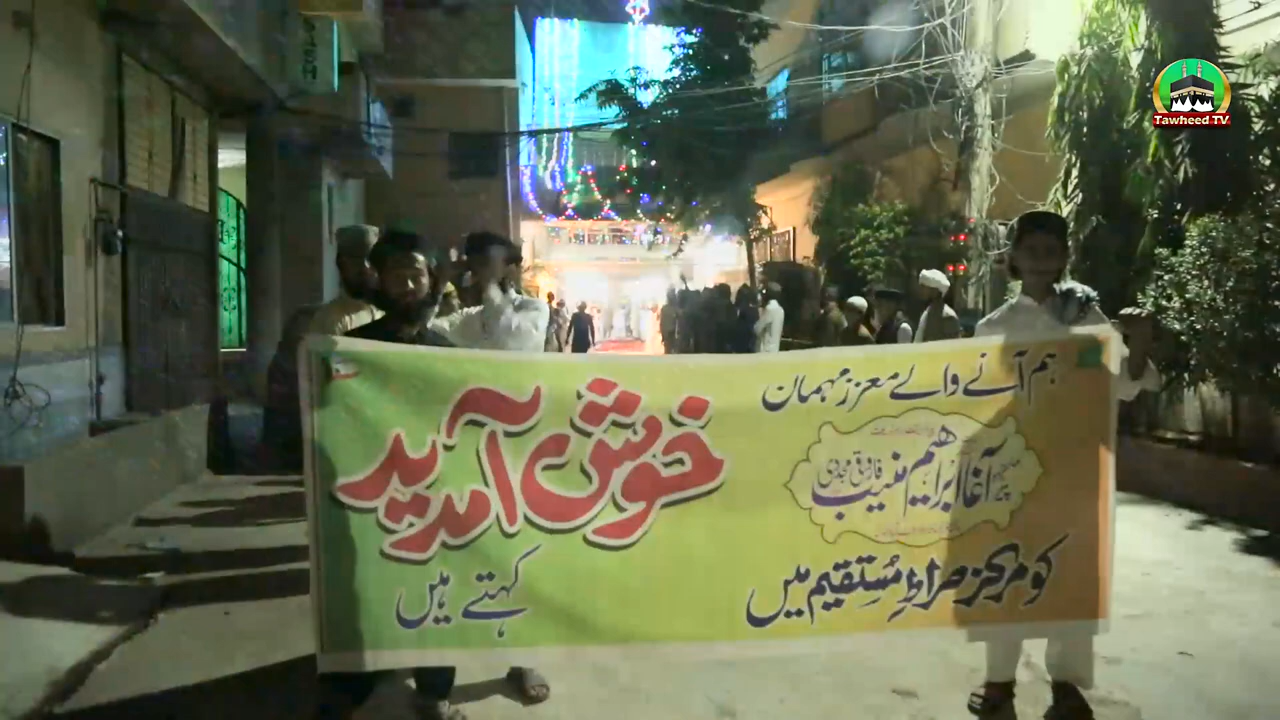 Tawheed TV
ہم آنے والے معزز مہمان
آغا ابراہیم منیب فاروقی مجددی
کو مرکز صراطِ مُستقیم میں
خوش آمدید
کہتے ہیں